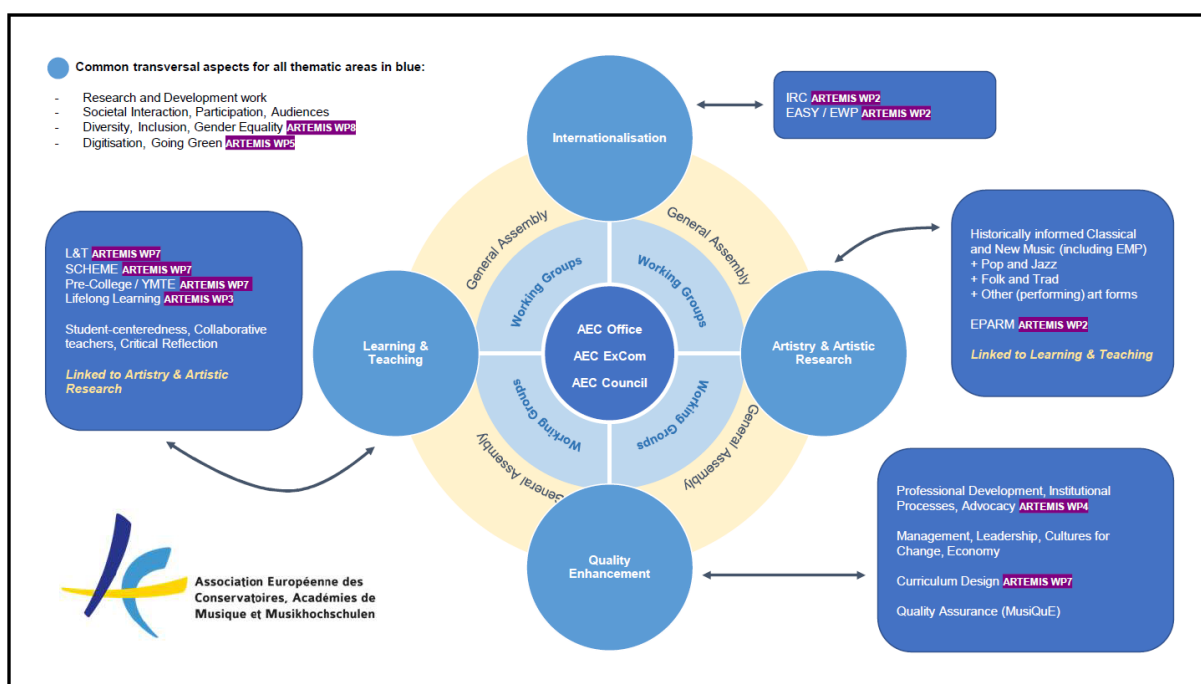 Common transversal aspects for all thematic areas in blue:
- Research and Development work
- Societal Interaction, Participation, Audiences
- Diversity, Inclusion, Gender Equality ARTEMIS WP8
- Digitisation, Going Green ARTEMIS WP5
Internationalisation
IRC ARTEMIS WP2
EASY / EWP ARTEMIS WP2
General Assembly
General Assembly
Working Groups
Working Groups
L&T ARTEMIS WP7
SCHEME ARTEMIS WP7
Pre-College / YMTE ARTEMIS WP7
Lifelong Learning ARTEMIS WP3
Student-centeredness, Collaborative
teachers, Critical Reflection
Linked to Artistry & Artistic
Research
Learning &
Teaching
AEC Office
AEC ExCom
AEC Council
Artistry & Artistic
Research
Historically informed Classical
and New Music (including EMP)
+ Pop and Jazz
+ Folk and Trad
+ Other (performing) art forms
EPARM ARTEMIS WP2
Linked to Learning & Teaching
Working Groups
Working Groups
General Assembly
General Assembly
Quality
Enhancement
Professional Development, Institutional
Processes, Advocacy ARTEMIS WP4
Management, Leadership, Cultures for
Change, Economy
Curriculum Design ARTEMIS WP7
Quality Assurance (MusiQuE)
Association Européenne des
Conservatoires, Académies de
Musique et Musikhochschulen